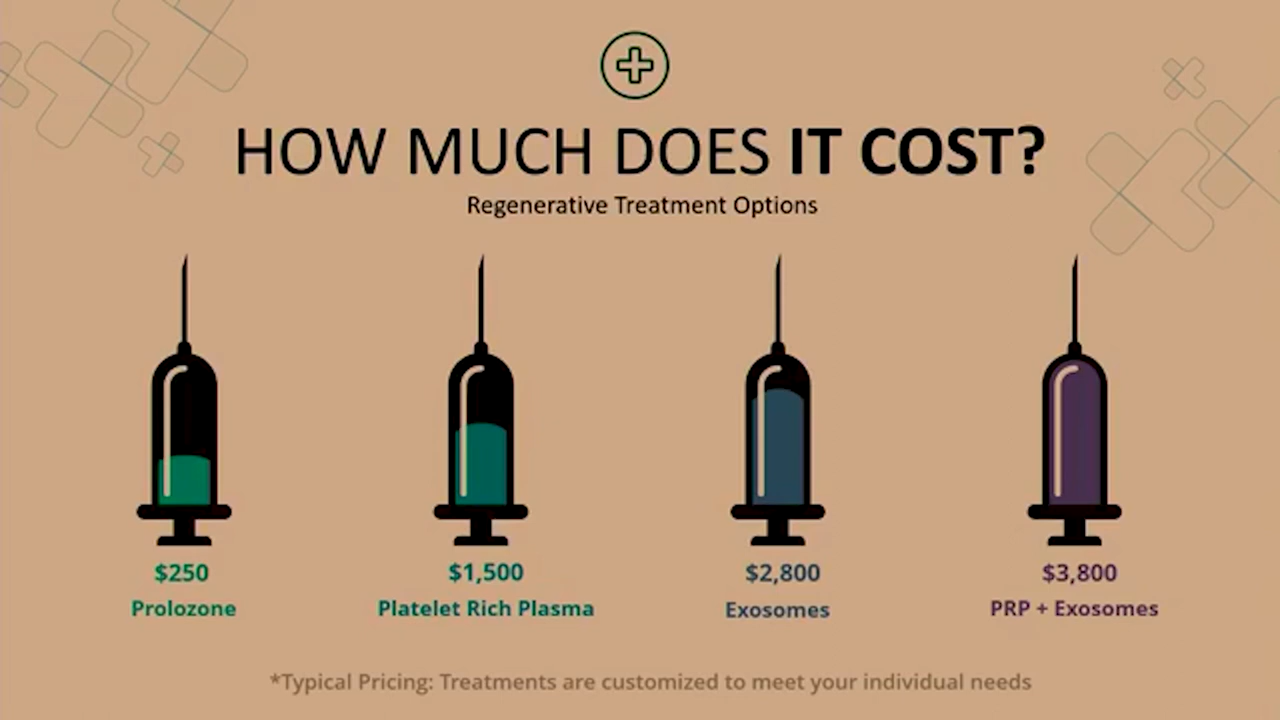 HOW MUCH DOES IT COST?
Regenerative Treatment Options
$250
Prolozone
$1,500
Platelet Rich Plasma
$2,800
Exosomes
$3,800
PRP + Exosomes
*Typical Pricing: Treatments are customized to meet your individual needs